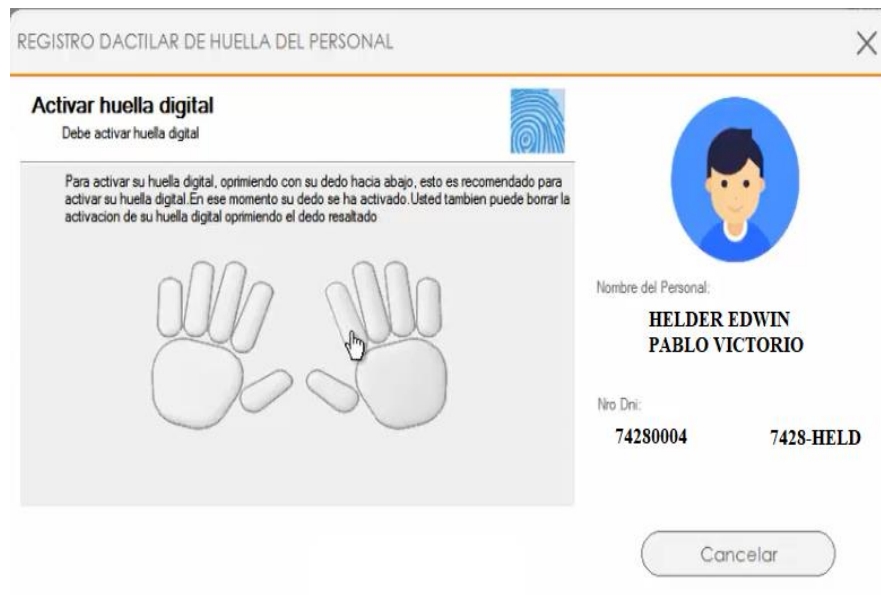 REGISTRO DACTILAR DE HUELLA DEL PERSONAL
Activar huella digital
Debe activar huella digital
Para activar su huella digital, oprimiendo con su dedo hacia abajo, esto es recomendado para
activar su huella digital.En ese momento su dedo se ha activado.Usted tambien puede borrar la
activacion de su huella digital oprimiendo el dedo resaltado
Nombre del Personal:
HELDER EDWIN
PABLO VICTORIO
Nro Dni:
74280004 7428-HELD
Cancelar